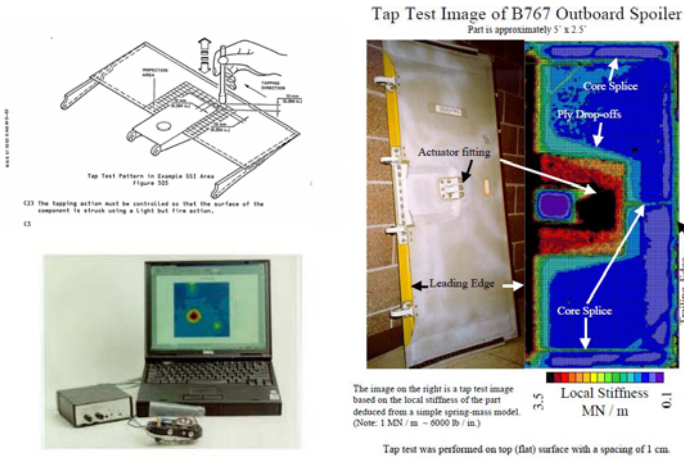 INSPECTION
AREA
TAPPING
DIRECTION
10 mm
Tap Test Pattern in Example SSI Area
Figure 505
The tapping action must be controlled so that the surface of the
component is struck using a light but firm action.
Tap Test Image of B767 Outboard Spoiler
Part is approximately 5' x 2.5'
Core Splice
Ply Drop-offs
Actuator fitting
Leading Edge
Core Splice
Trailing Edge
3.5
Local Stiffness
MN / m
0.1
The image on the right is a tap test image
based on the local stiffness of the part
deduced from a simple spring-mass model.
(Note: 1 MN / m ~ 6000 lb / in.)
Tap test was performed on top (flat) surface with a spacing of 1 cm.